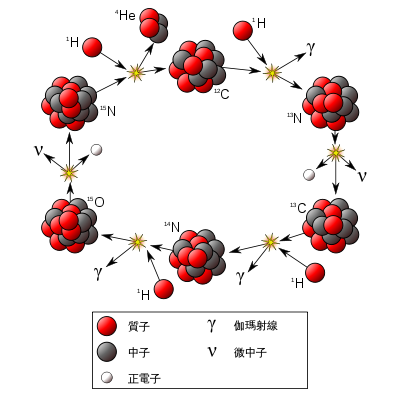 ⁴He
¹H
¹H
γ
¹²C
¹⁵N
¹³N
ν
ν
¹⁵O
¹³C
¹⁴N
γ
γ
¹H
¹H
質子 γ 伽瑪射線
中子 ν 微中子
正電子